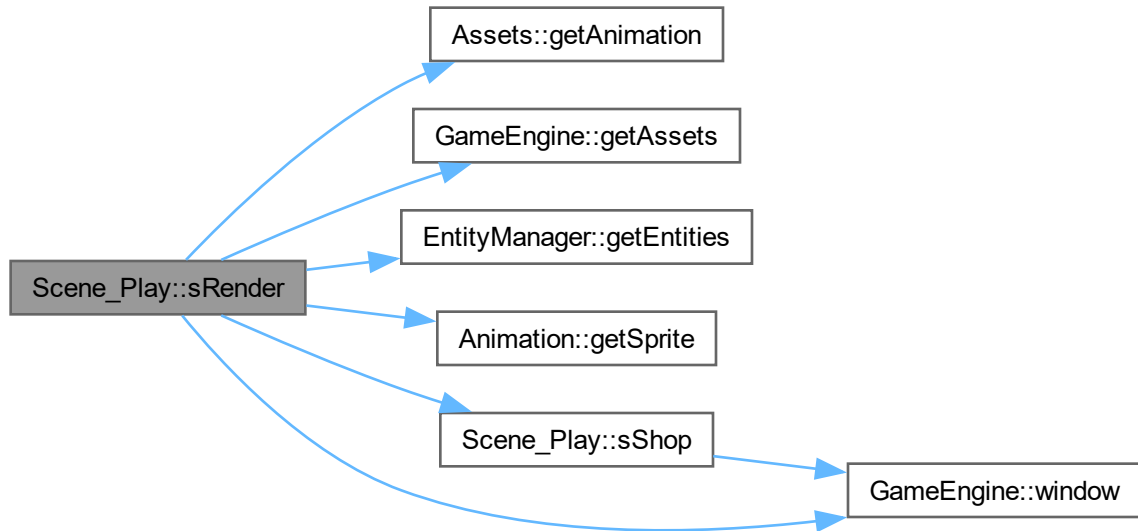 Assets::getAnimation
GameEngine::getAssets
EntityManager::getEntities
Scene_Play::sRender
Animation::getSprite
Scene_Play::sShop
GameEngine::window